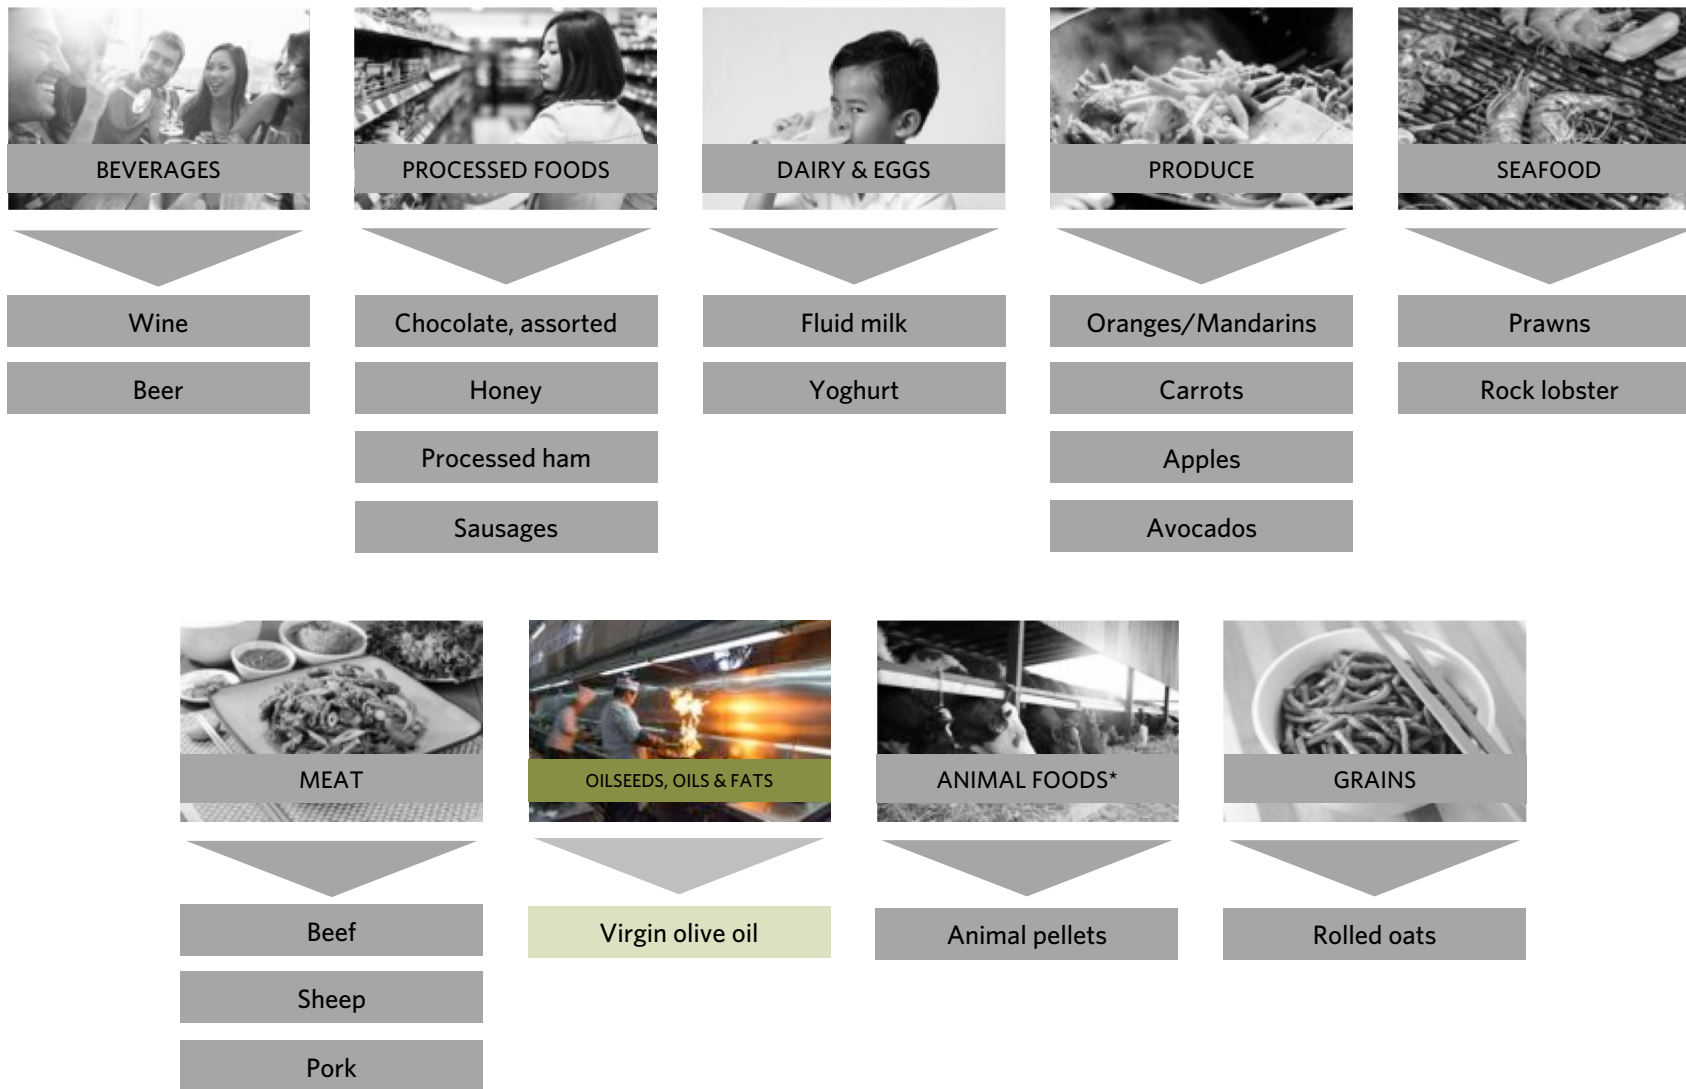 BEVERAGES
PROCESSED FOODS
DAIRY & EGGS
PRODUCE
SEAFOOD
Wine
Chocolate, assorted
Fluid milk
Oranges/Mandarins
Prawns
Beer
Honey
Yoghurt
Carrots
Rock lobster
Processed ham
Apples
Sausages
Avocados
MEAT
OILSEEDS, OILS & FATS
ANIMAL FOODS*
GRAINS
Beef
Virgin olive oil
Animal pellets
Rolled oats
Sheep
Pork